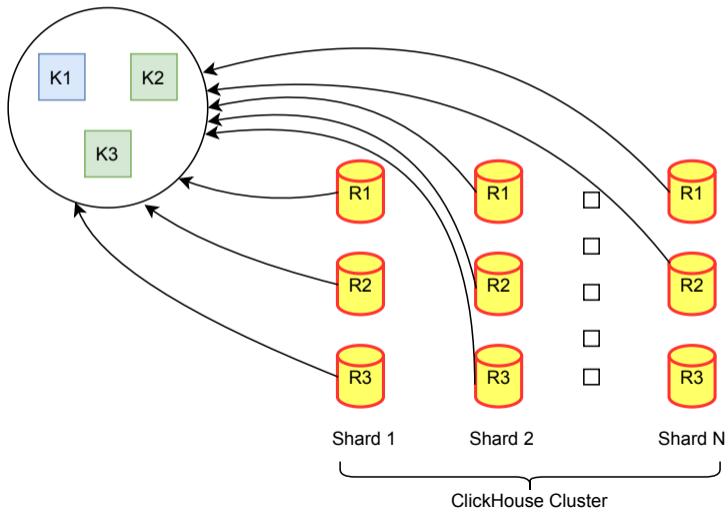 K1
K2
K3
R1
R1
R1
R2
R2
R2
R3
R3
R3
Shard 1
Shard 2
Shard N
ClickHouse Cluster